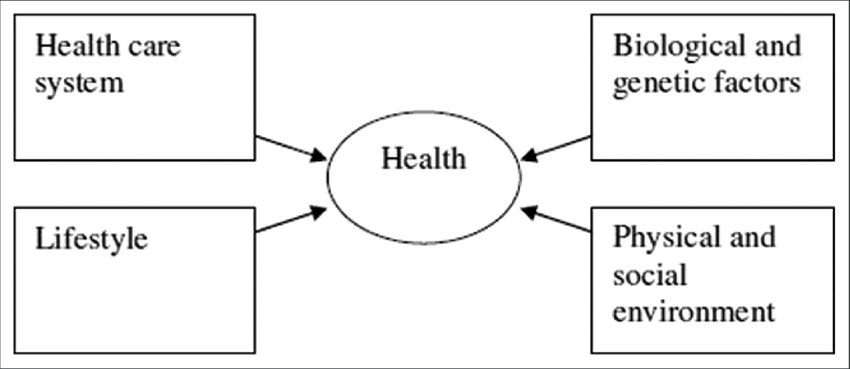 Health care
system
Biological and
genetic factors
Health
Lifestyle
Physical and
social
environment